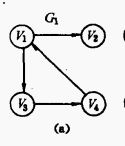 G₁
V₁ V₂
V₃ V₄
(a)